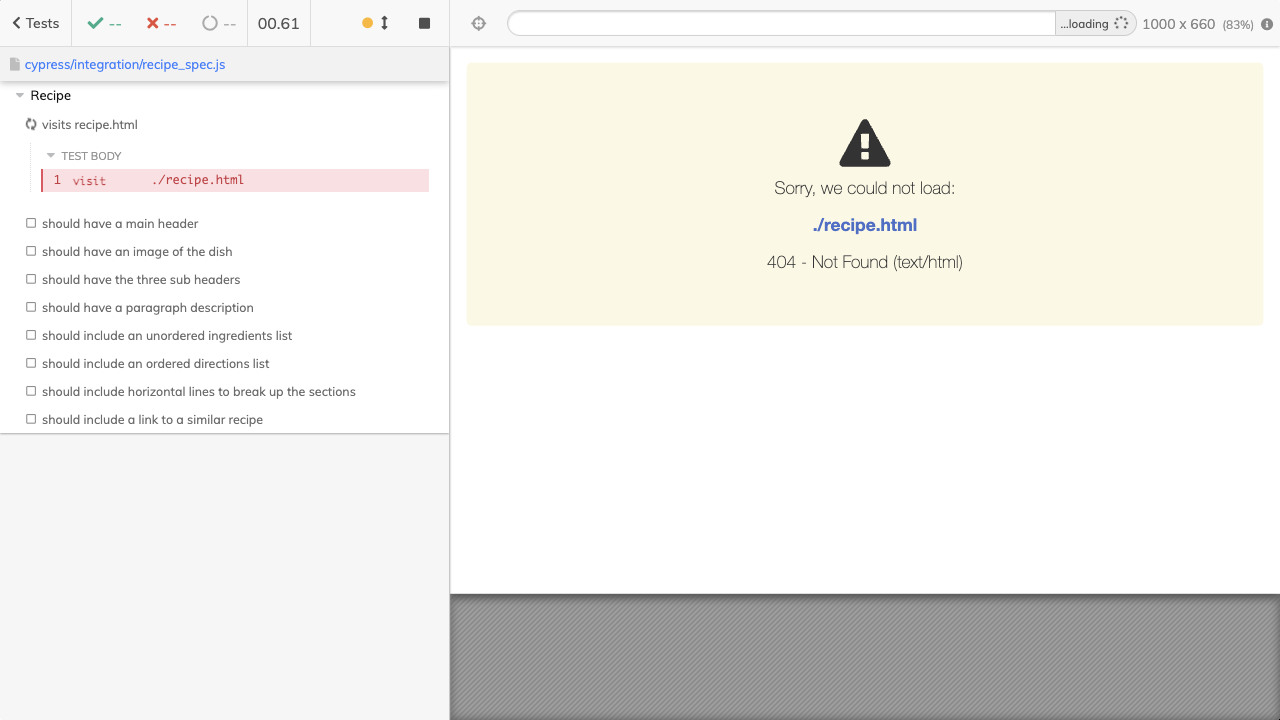 Tests -- -- -- 00.61
...loading 1000 x 660 (83%)
cypress/integration/recipe_spec.js
Recipe
visits recipe.html
TEST BODY
1 visit ./recipe.html
should have a main header
should have an image of the dish
should have the three sub headers
should have a paragraph description
should include an unordered ingredients list
should include an ordered directions list
should include horizontal lines to break up the sections
should include a link to a similar recipe
Sorry, we could not load:
./recipe.html
404 - Not Found (text/html)